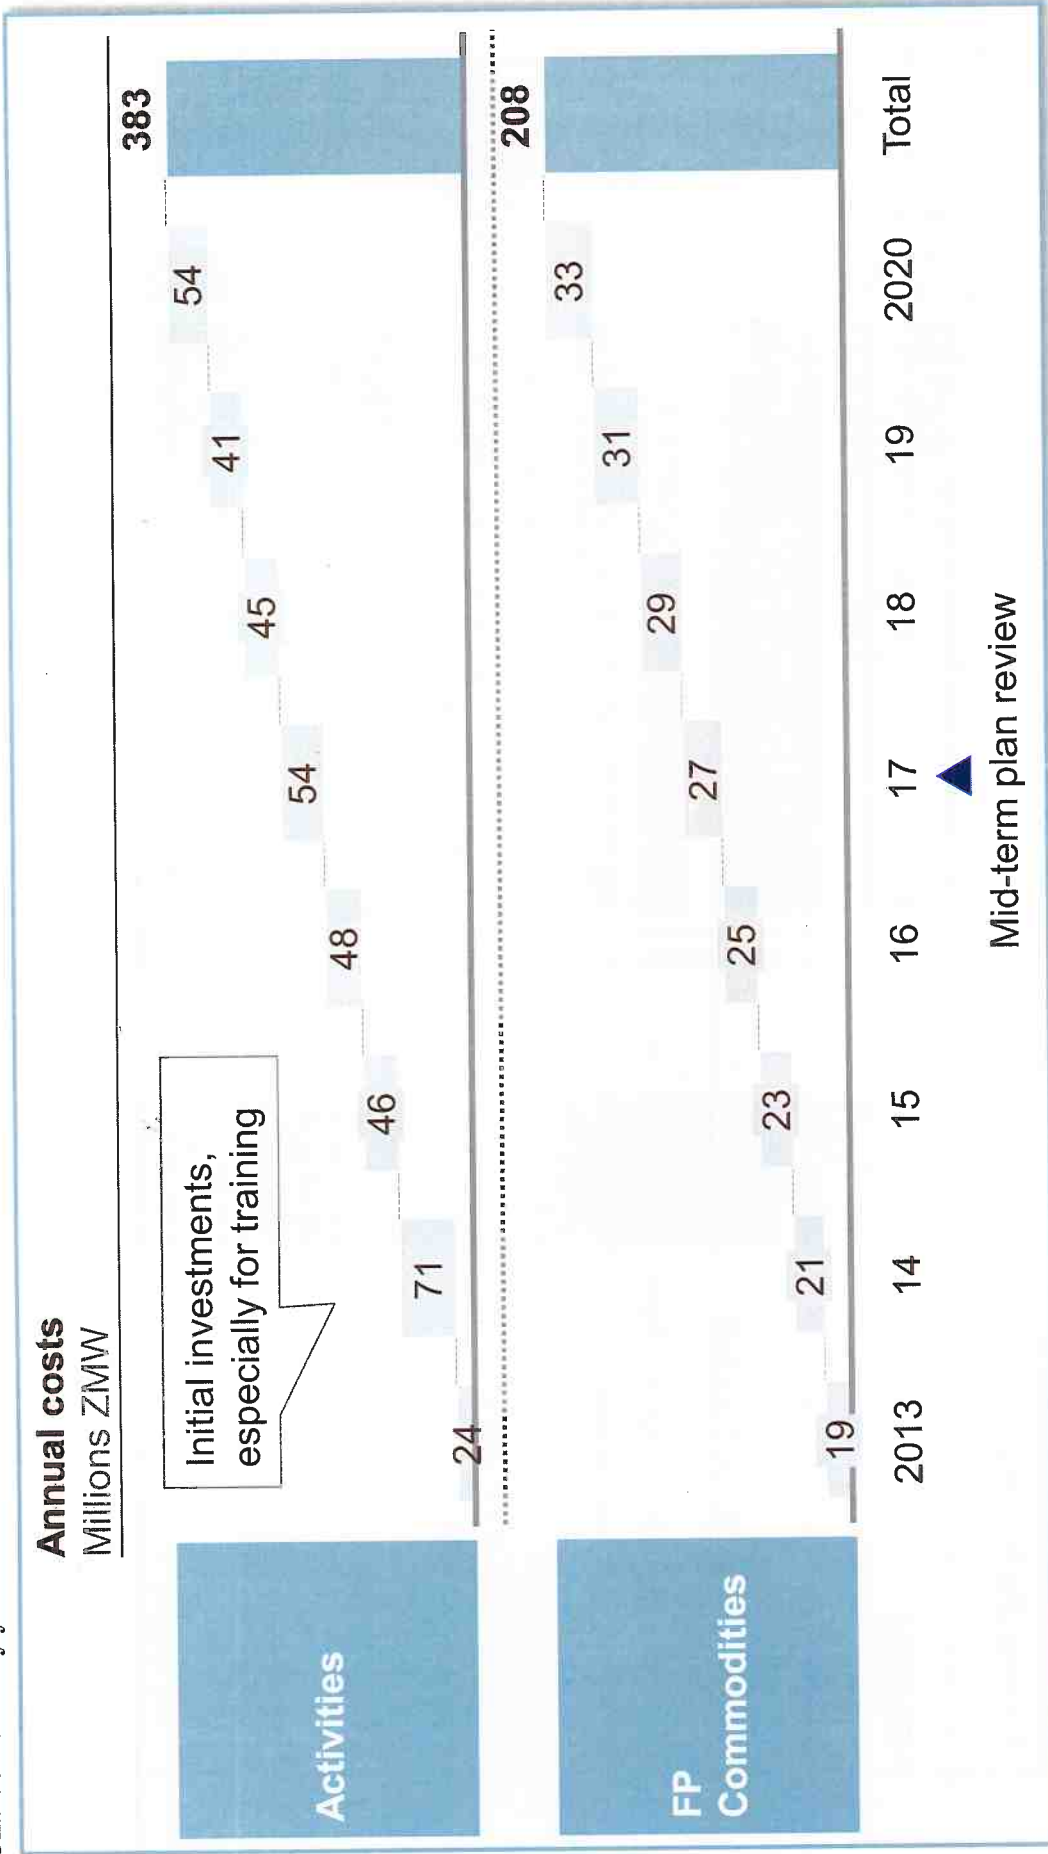 Annual costs
Millions ZMW
Activities
Initial investments,
especially for training
24
71
46
48
54
45
41
54
383
FP
Commodities
19
21
23
25
27
29
31
33
208
2013
14
15
16
17
18
19
2020
Total
Mid-term plan review